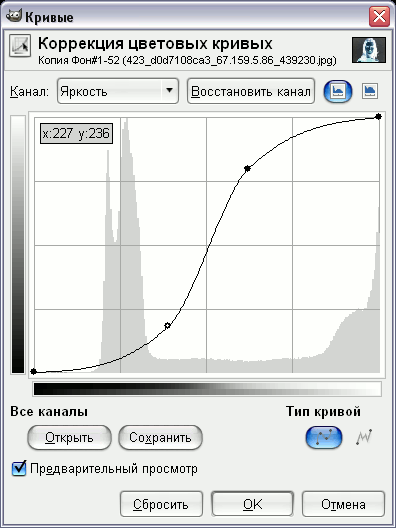 Кривые
Коррекция цветовых кривых
Копия Фон#1-52 (423_d0d7108ca3_67.159.5.86_439230.jpg)
Канал: Яркость Восстановить канал
x:227 y:236
Все каналы Тип кривой
Открыть Сохранить
Предварительный просмотр
Сбросить OK Отмена